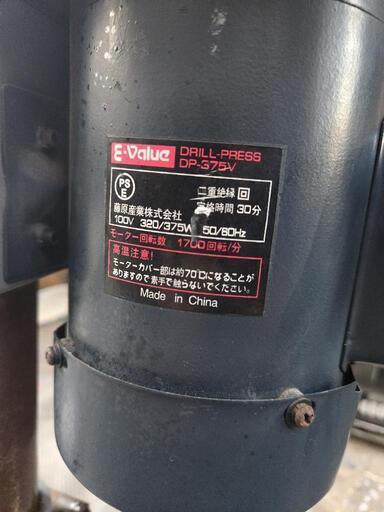 E-Value
DRILL-PRESS
DP-375V
PS
E
二重絶縁 回
定格時間 30分
藤原産業株式会社
100V 320/375W 50/60Hz
モーター回転数 1700回転/分
高温注意!
モーターカバー部は約70℃になることが
ありますので素手で触らないでください。
Made in China